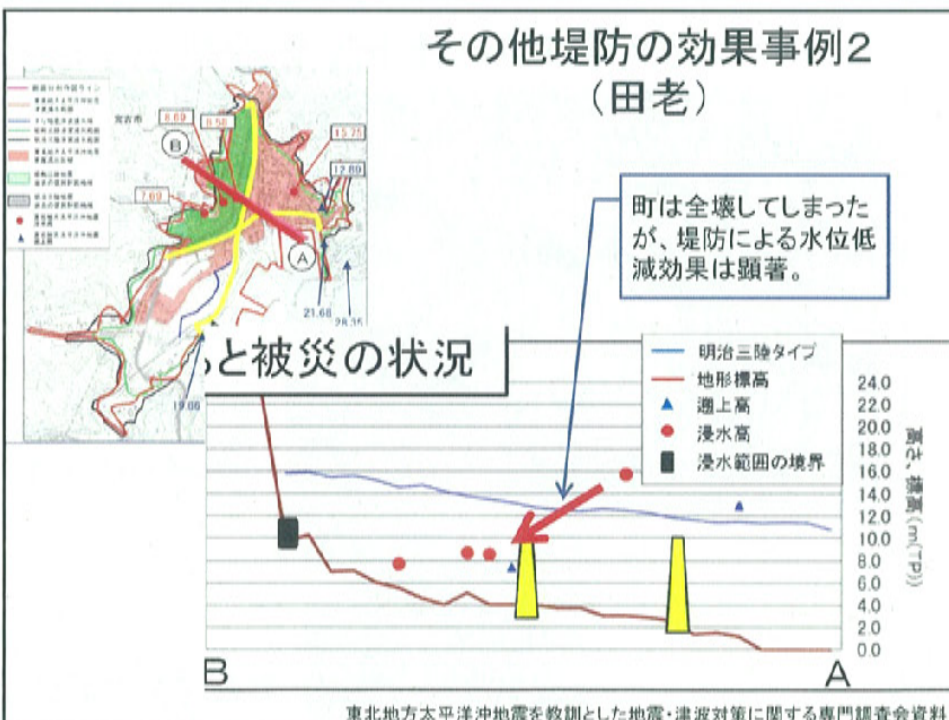 その他堤防の効果事例2
(田老)
宮古市
8.69
8.58
15.75
12.89
7.69
B
A
21.66
28.35
19.66
町は全壊してしまった
が、堤防による水位低
減効果は顕著。
と被災の状況
明治三陸タイプ
地形標高
遡上高
浸水高
浸水範囲の境界
24.0
22.0
20.0
18.0
16.0
14.0
12.0
10.0
8.0
6.0
4.0
2.0
0.0
高さ、標高(m(TP))
B
A
東北地方太平洋沖地震を教訓とした地震・津波対策に関する専門調査会資料